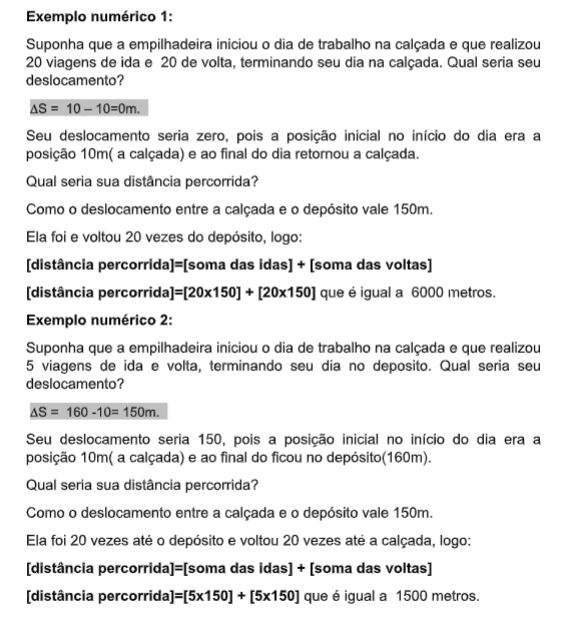 Exemplo numérico 1:
Suponha que a empilhadeira iniciou o dia de trabalho na calçada e que realizou
20 viagens de ida e 20 de volta, terminando seu dia na calçada. Qual seria seu
deslocamento?
∆S = 10 – 10=0m.
Seu deslocamento seria zero, pois a posição inicial no início do dia era a
posição 10m( a calçada) e ao final do dia retornou a calçada.
Qual seria sua distância percorrida?
Como o deslocamento entre a calçada e o depósito vale 150m.
Ela foi e voltou 20 vezes do depósito, logo:
[distância percorrida]=[soma das idas] + [soma das voltas]
[distância percorrida]=[20x150] + [20x150] que é igual a 6000 metros.
Exemplo numérico 2:
Suponha que a empilhadeira iniciou o dia de trabalho na calçada e que realizou
5 viagens de ida e volta, terminando seu dia no deposito. Qual seria seu
deslocamento?
∆S = 160 -10= 150m.
Seu deslocamento seria 150, pois a posição inicial no início do dia era a
posição 10m( a calçada) e ao final do ficou no depósito(160m).
Qual seria sua distância percorrida?
Como o deslocamento entre a calçada e o depósito vale 150m.
Ela foi 20 vezes até o depósito e voltou 20 vezes até a calçada, logo:
[distância percorrida]=[soma das idas] + [soma das voltas]
[distância percorrida]=[5x150] + [5x150] que é igual a 1500 metros.